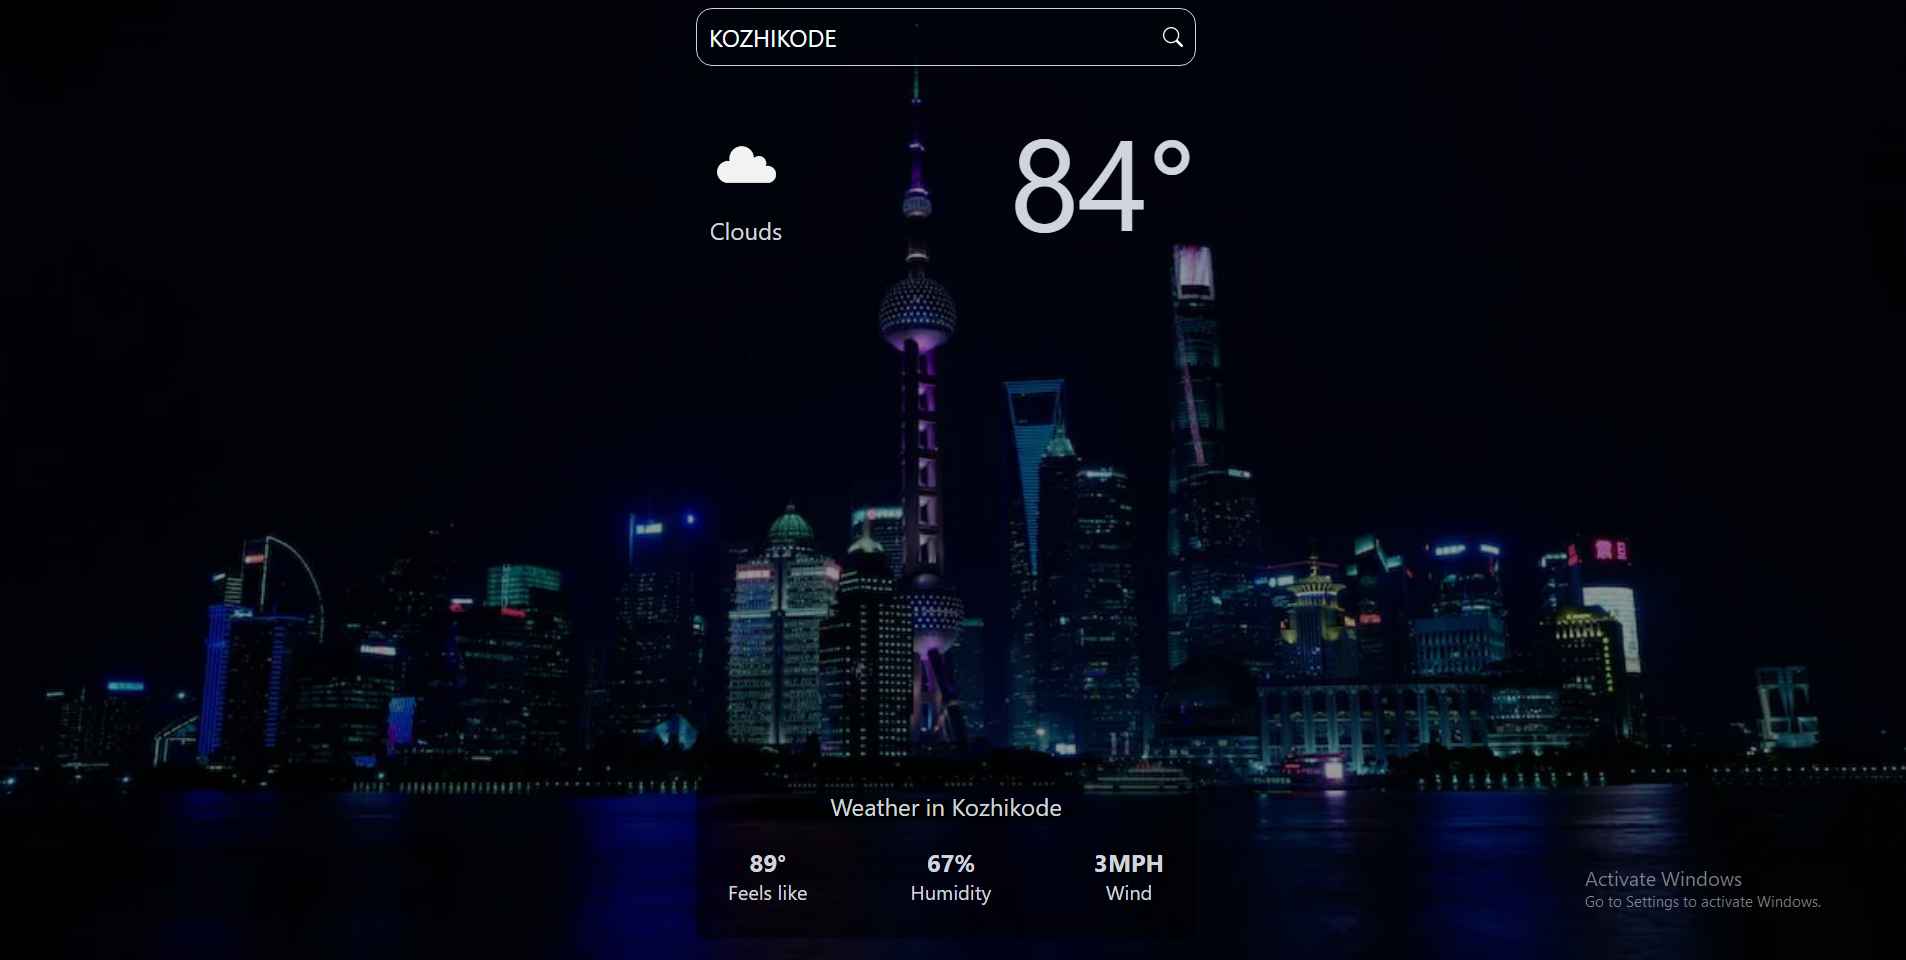 KOZHIKODE
84°
Clouds
Weather in Kozhikode
89° 67% 3MPH
Feels like Humidity Wind
Activate Windows
Go to Settings to activate Windows.